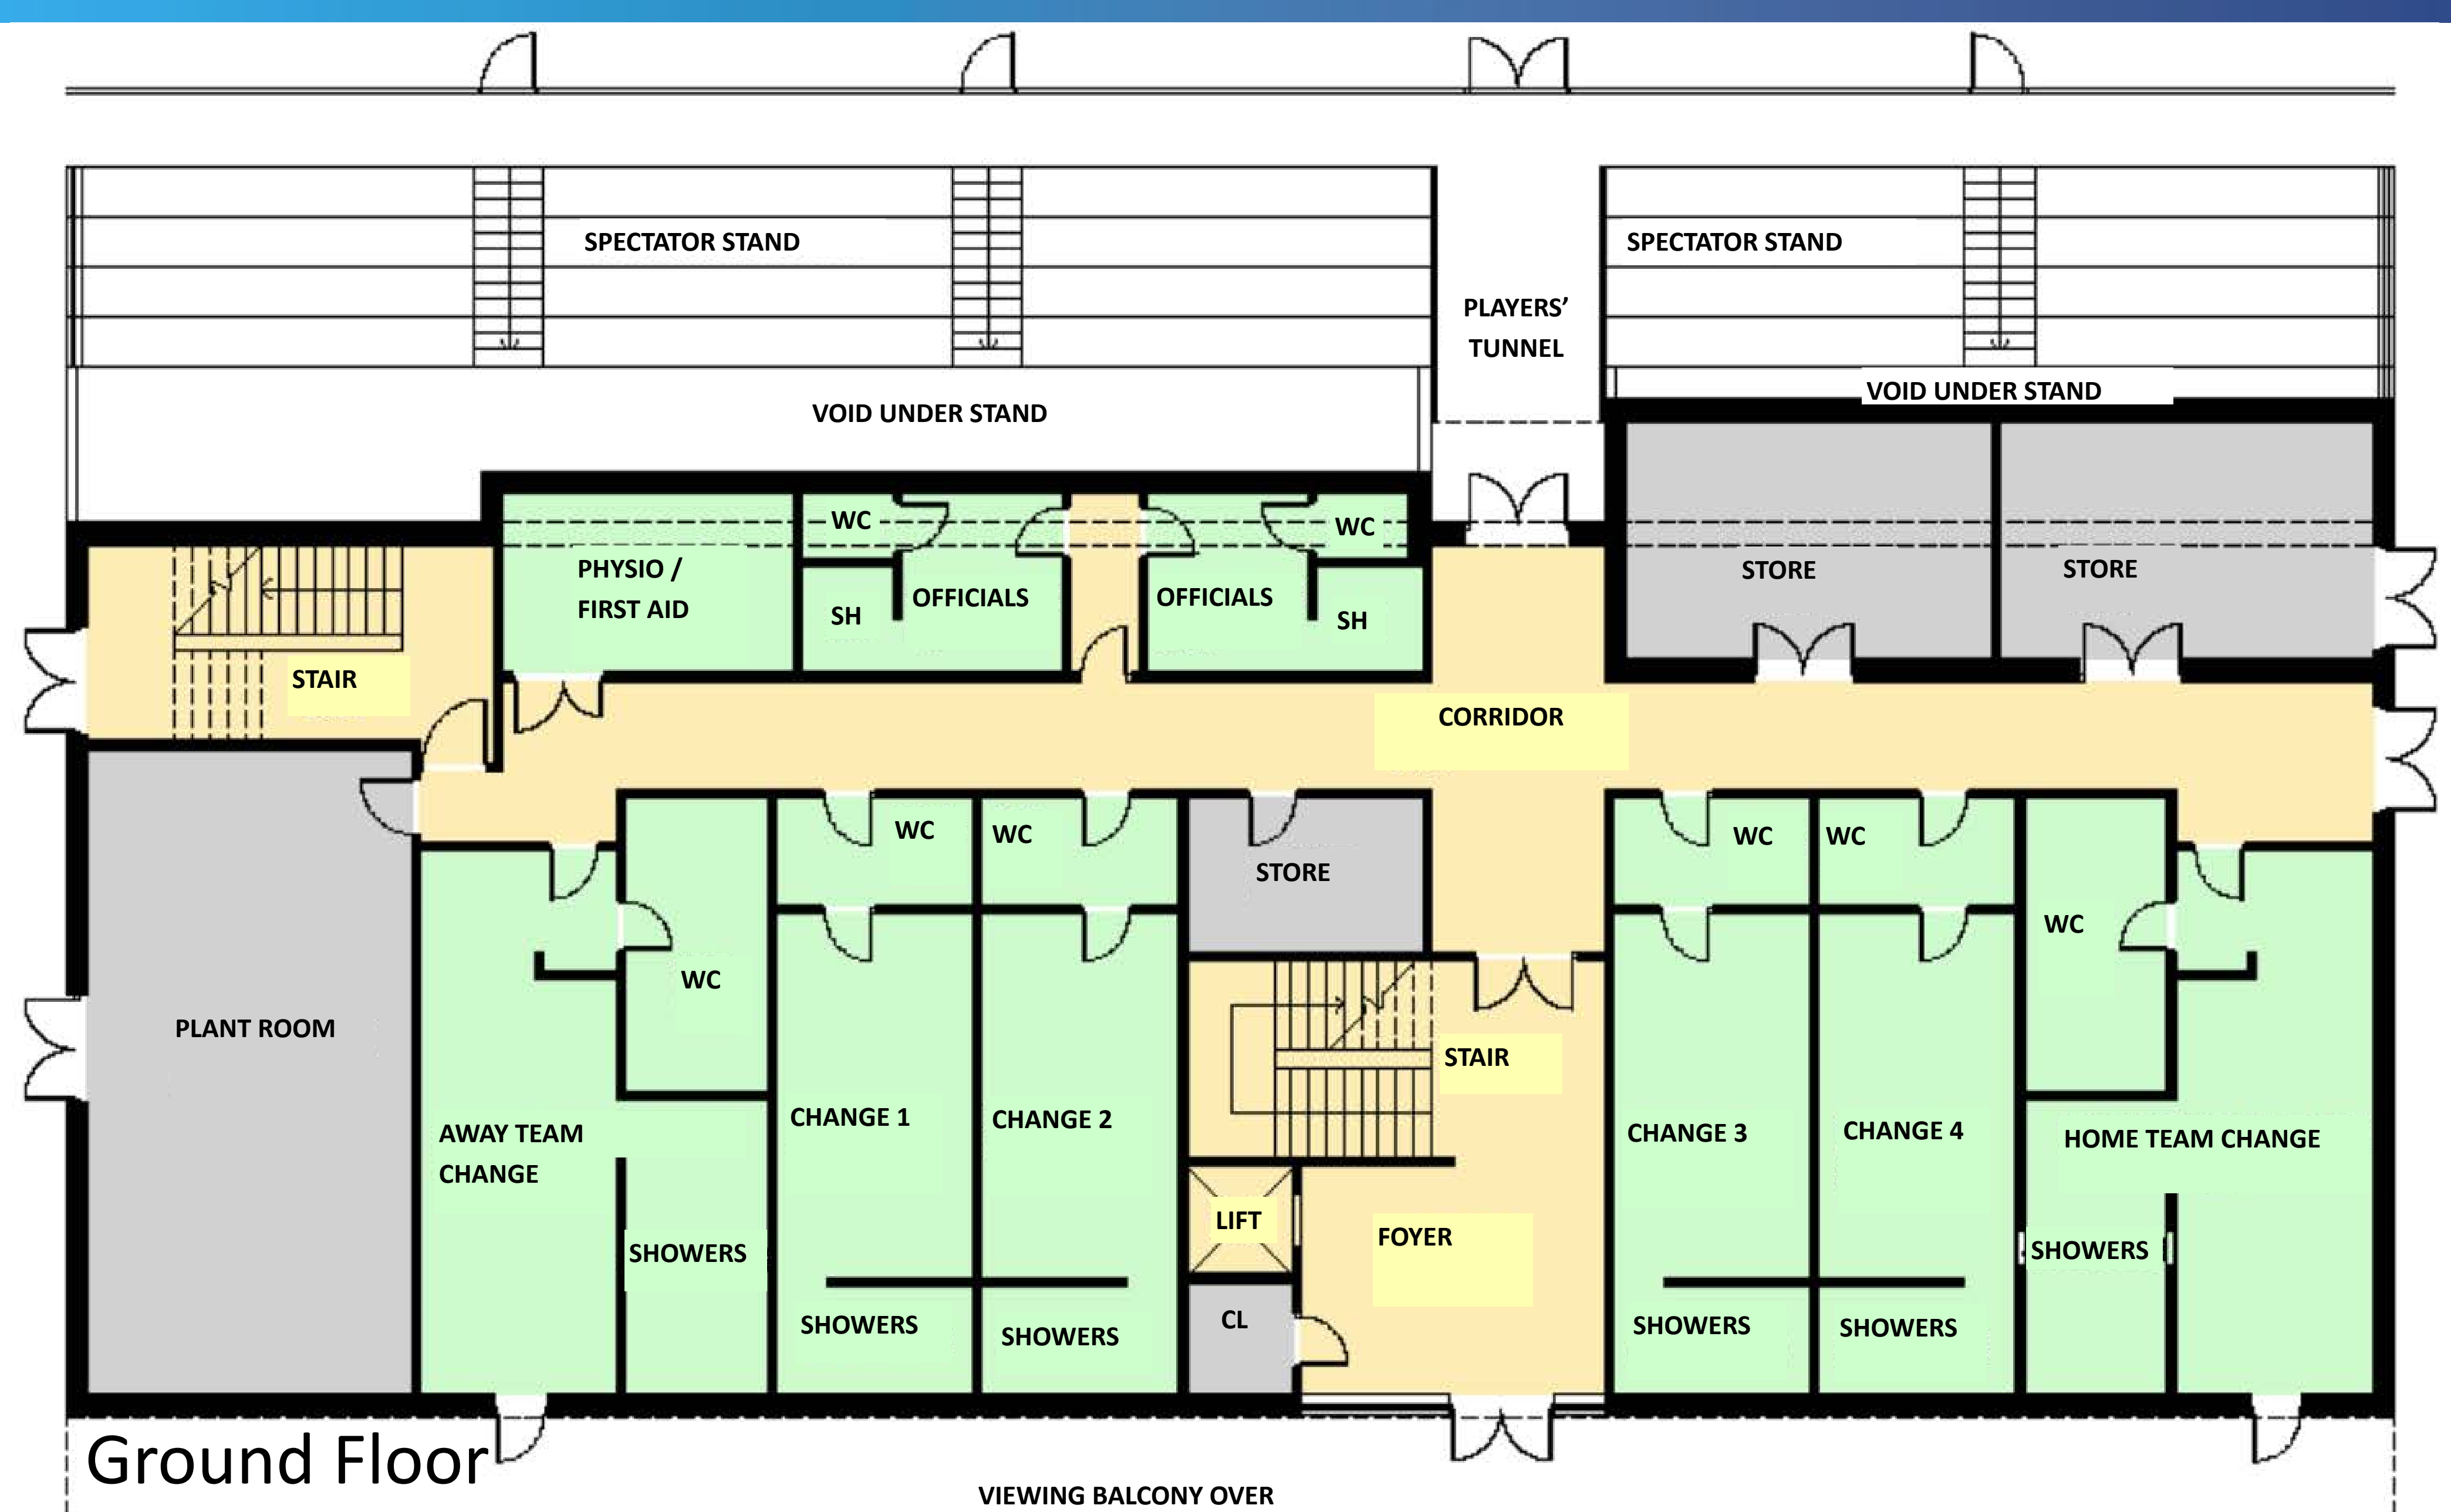 SPECTATOR STAND
SPECTATOR STAND
PLAYERS’
TUNNEL
VOID UNDER STAND
VOID UNDER STAND
WC
WC
PHYSIO /
FIRST AID
STORE
STORE
SH
OFFICIALS
OFFICIALS
SH
STAIR
CORRIDOR
WC
WC
WC
WC
STORE
WC
WC
PLANT ROOM
STAIR
CHANGE 1
CHANGE 2
AWAY TEAM
CHANGE
CHANGE 3
CHANGE 4
HOME TEAM CHANGE
LIFT
FOYER
SHOWERS
SHOWERS
CL
SHOWERS
SHOWERS
SHOWERS
SHOWERS
Ground Floor
VIEWING BALCONY OVER